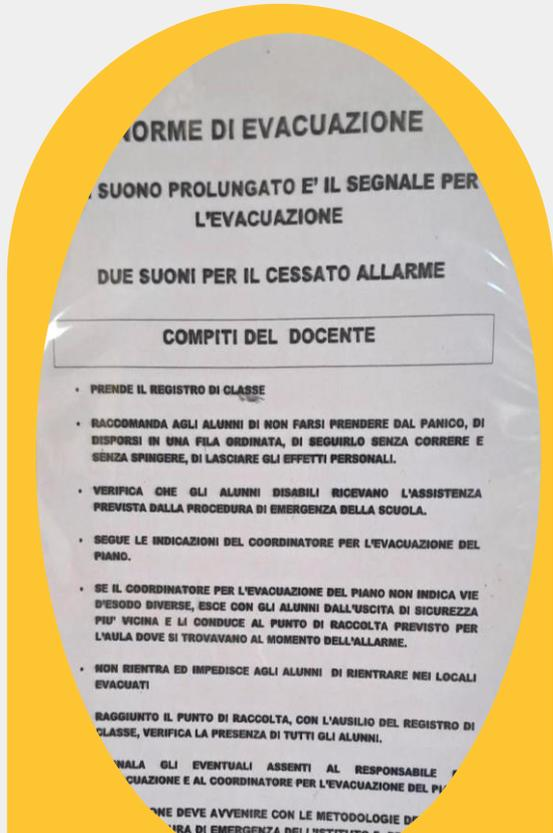 NORME DI EVACUAZIONE
SUONO PROLUNGATO E' IL SEGNALE PER
L'EVACUAZIONE
DUE SUONI PER IL CESSATO ALLARME
COMPITI DEL DOCENTE
• PRENDE IL REGISTRO DI CLASSE
• RACCOMANDA AGLI ALUNNI DI NON FARSI PRENDERE DAL PANICO, DI
DISPORSI IN UNA FILA ORDINATA, DI SEGUIRLO SENZA CORRERE E
SENZA SPINGERE, DI LASCIARE GLI EFFETTI PERSONALI.
• VERIFICA CHE GLI ALUNNI DISABILI RICEVANO L'ASSISTENZA
PREVISTA DALLA PROCEDURA DI EMERGENZA DELLA SCUOLA.
• SEGUE LE INDICAZIONI DEL COORDINATORE PER L'EVACUAZIONE DEL
PIANO.
• SE IL COORDINATORE PER L'EVACUAZIONE DEL PIANO NON INDICA VIE
D'ESODO DIVERSE, ESCE CON GLI ALUNNI DALL'USCITA DI SICUREZZA
PIU' VICINA E LI CONDUCE AL PUNTO DI RACCOLTA PREVISTO PER
L'AULA DOVE SI TROVAVANO AL MOMENTO DELL'ALLARME.
• NON RIENTRA ED IMPEDISCE AGLI ALUNNI DI RIENTRARE NEI LOCALI
EVACUATI
RAGGIUNTO IL PUNTO DI RACCOLTA, CON L'AUSILIO DEL REGISTRO DI
CLASSE, VERIFICA LA PRESENZA DI TUTTI GLI ALUNNI.
GLI EVENTUALI ASSENTI AL RESPONSABILE
E AL COORDINATORE PER L'EVACUAZIONE DEL
DEVE AVVENIRE CON LE METODOLOGIE
DI EMERGENZA DELL'ISTITUTO